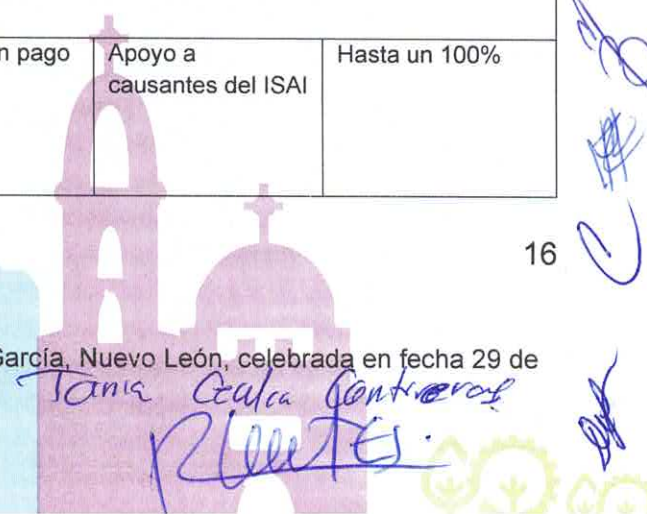 n pago
Apoyo a
causantes del ISAI
Hasta un 100%
16
García, Nuevo León, celebrada en fecha 29 de
Tania Contreras